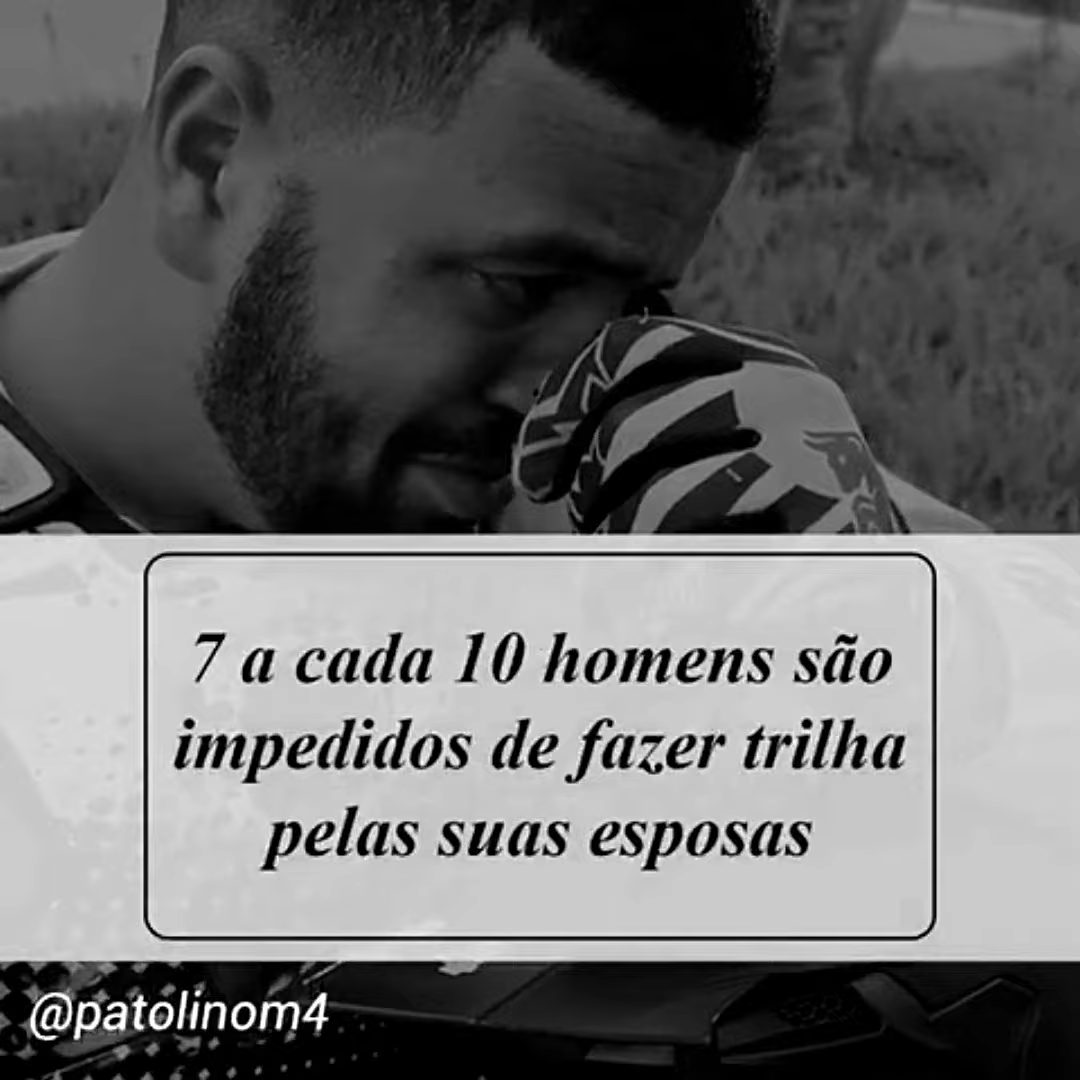 7 a cada 10 homens são
impedidos de fazer trilha
pelas suas esposas
@patolinom4